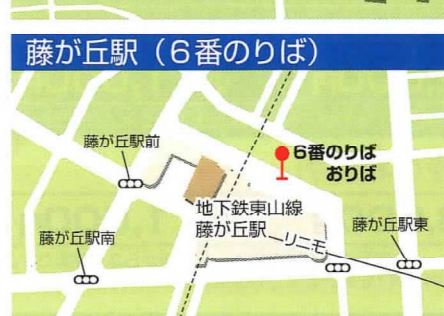 藤が丘駅（6番のりば）
藤が丘駅前
6番のりば
おりば
地下鉄東山線
藤が丘駅
リニモ
藤が丘駅南
藤が丘駅東